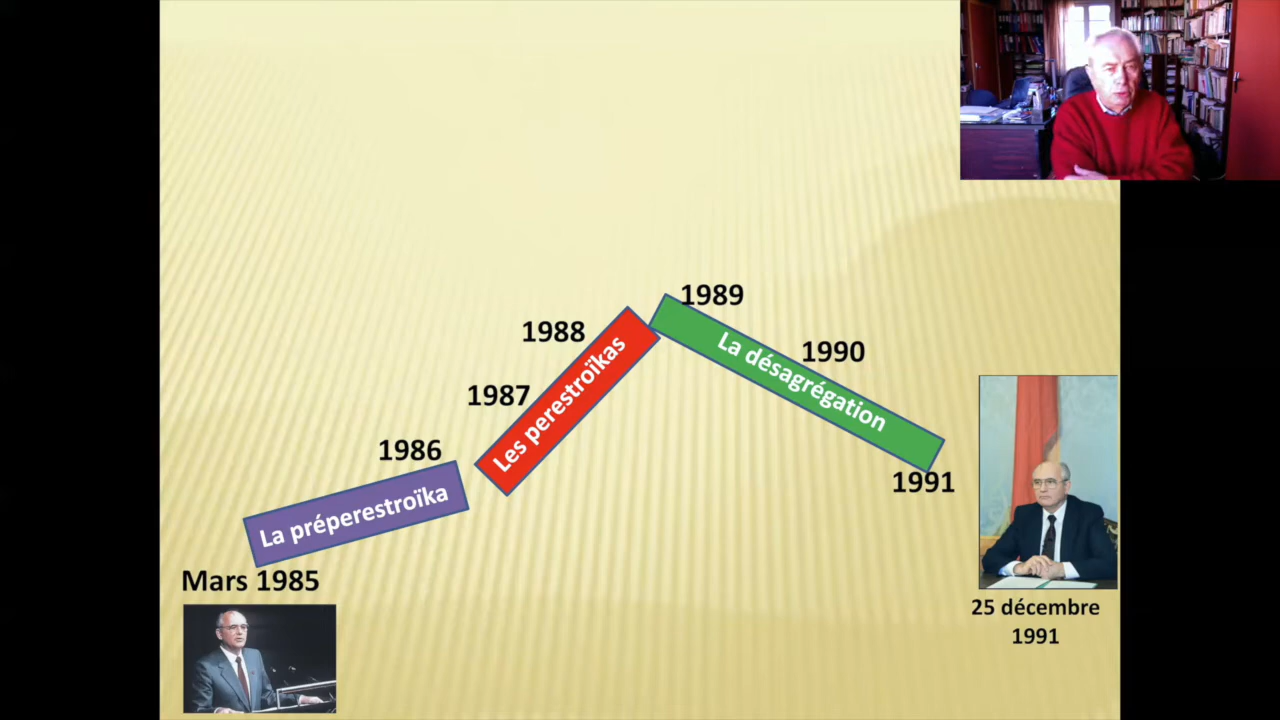 1989
1988
1990
Les perestroïkas
La désagrégation
1987
1986
1991
La préperestroïka
Mars 1985
25 décembre
1991